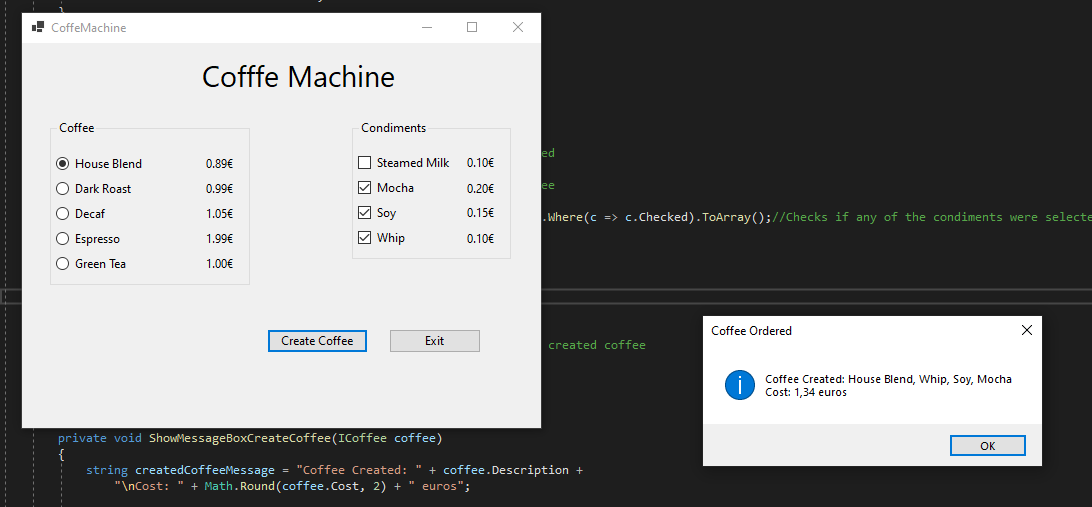 CoffeMachine
Cofffe Machine
Coffee
House Blend 0.89€
Dark Roast 0.99€
Decaf 1.05€
Espresso 1.99€
Green Tea 1.00€
Condiments
Steamed Milk 0.10€
Mocha 0.20€
Soy 0.15€
Whip 0.10€
Create Coffee
Exit
.Where(c => c.Checked).ToArray();//Checks if any of the condiments were
created coffee
Coffee Ordered
Coffee Created: House Blend, Whip, Soy, Mocha
Cost: 1,34 euros
OK
private void ShowMessageBoxCreateCoffee(ICoffee coffee)
{
string createdCoffeeMessage = "Coffee Created: " + coffee.Description +
"\nCost: " + Math.Round(coffee.Cost, 2) + " euros";